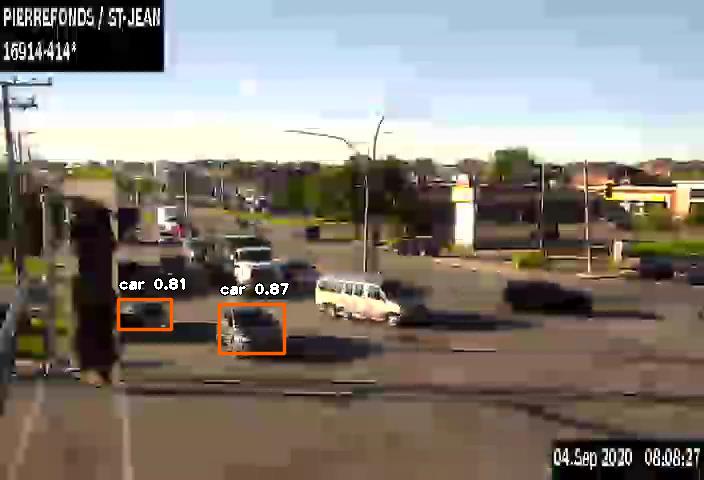 PIERREFONDS / ST-JEAN
16914-414*
car 0.81
car 0.87
04.Sep 2020 08:08:27